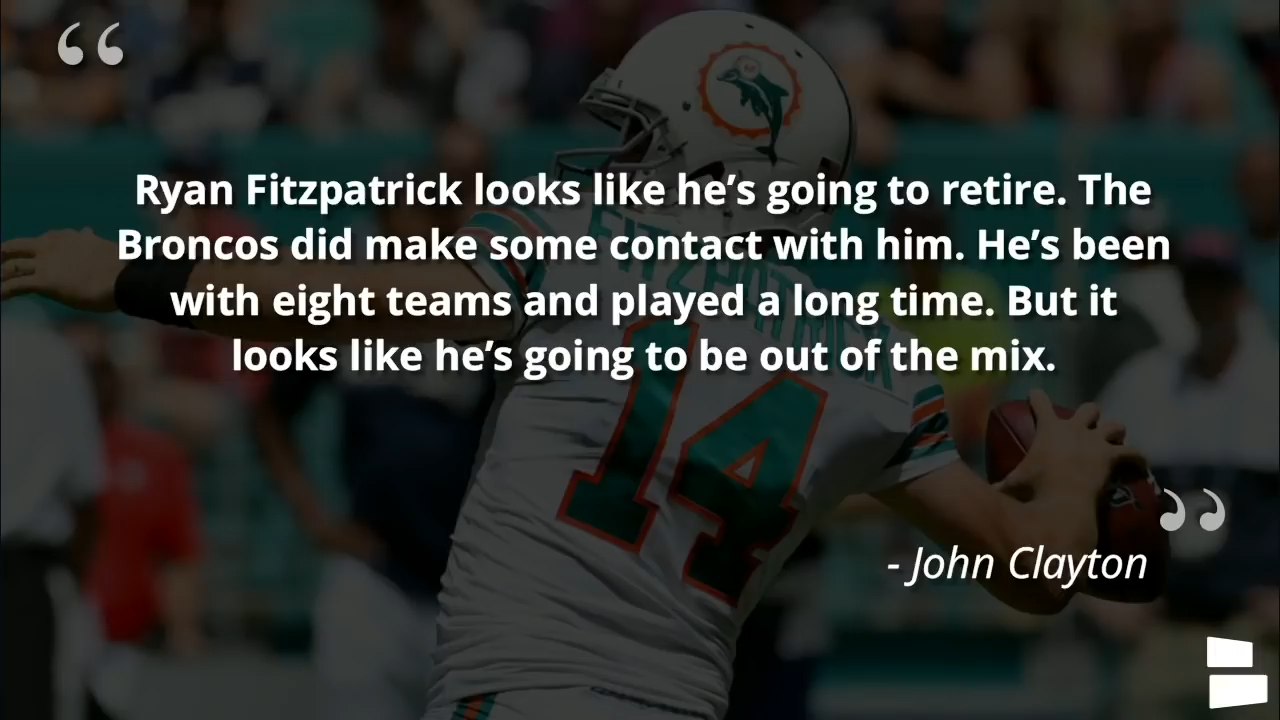 “
Ryan Fitzpatrick looks like he’s going to retire. The
Broncos did make some contact with him. He’s been
with eight teams and played a long time. But it
looks like he’s going to be out of the mix.
”
- John Clayton
FITZPATRICK
14